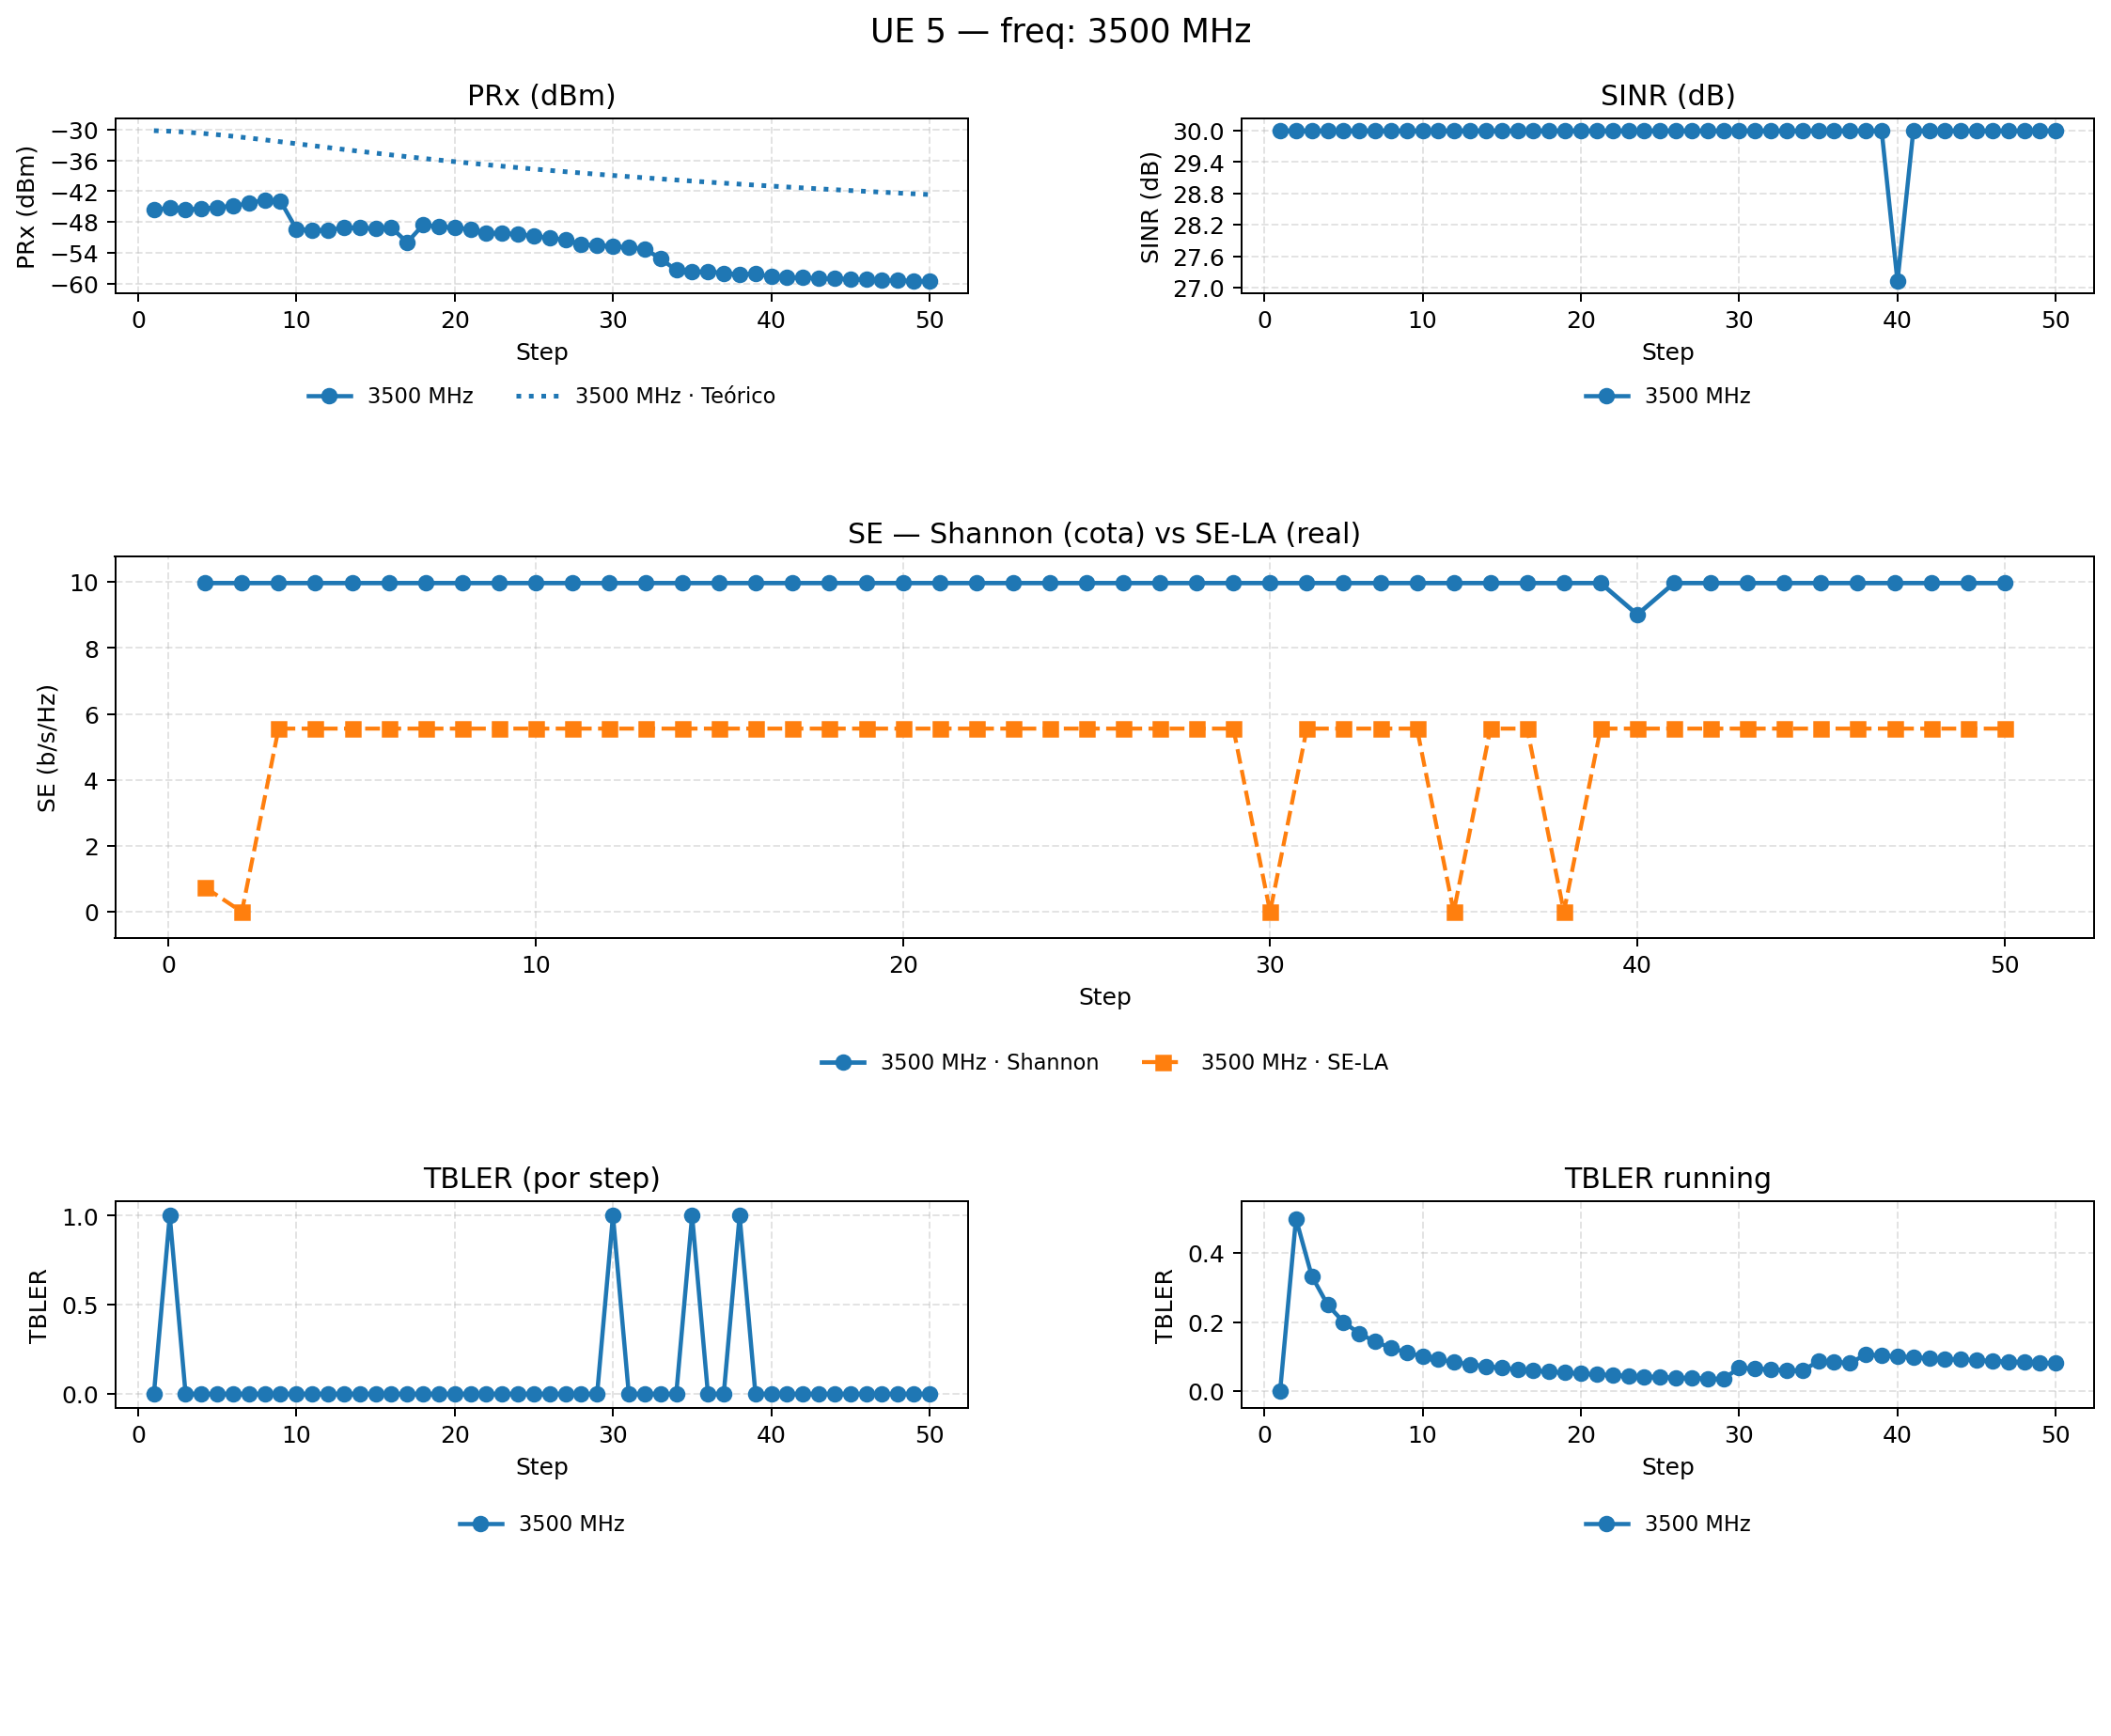 UE 5 — freq: 3500 MHz
PRx (dBm)
PRx (dBm)
−30
−36
−42
−48
−54
−60
0 10 20 30 40 50
Step
3500 MHz 3500 MHz · Teórico
SINR (dB)
SINR (dB)
30.0
29.4
28.8
28.2
27.6
27.0
0 10 20 30 40 50
Step
3500 MHz
SE — Shannon (cota) vs SE-LA (real)
SE (b/s/Hz)
10
8
6
4
2
0
0 10 20 30 40 50
Step
3500 MHz · Shannon 3500 MHz · SE-LA
TBLER (por step)
TBLER
1.0
0.5
0.0
0 10 20 30 40 50
Step
3500 MHz
TBLER running
TBLER
0.4
0.2
0.0
0 10 20 30 40 50
Step
3500 MHz